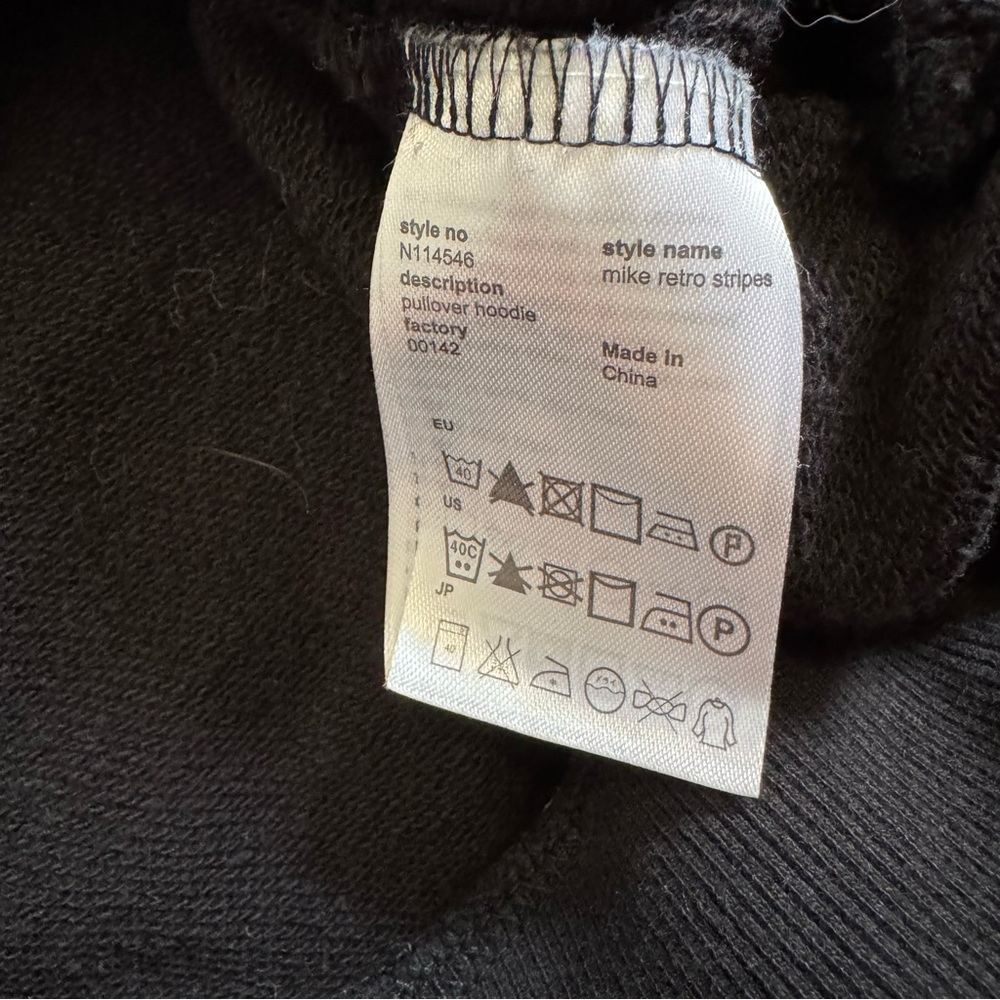 style no
N114546
description
pullover hoodie
factory
00142
style name
mike retro stripes
Made In
China
EU
40
P
US
40C
P
JP
40